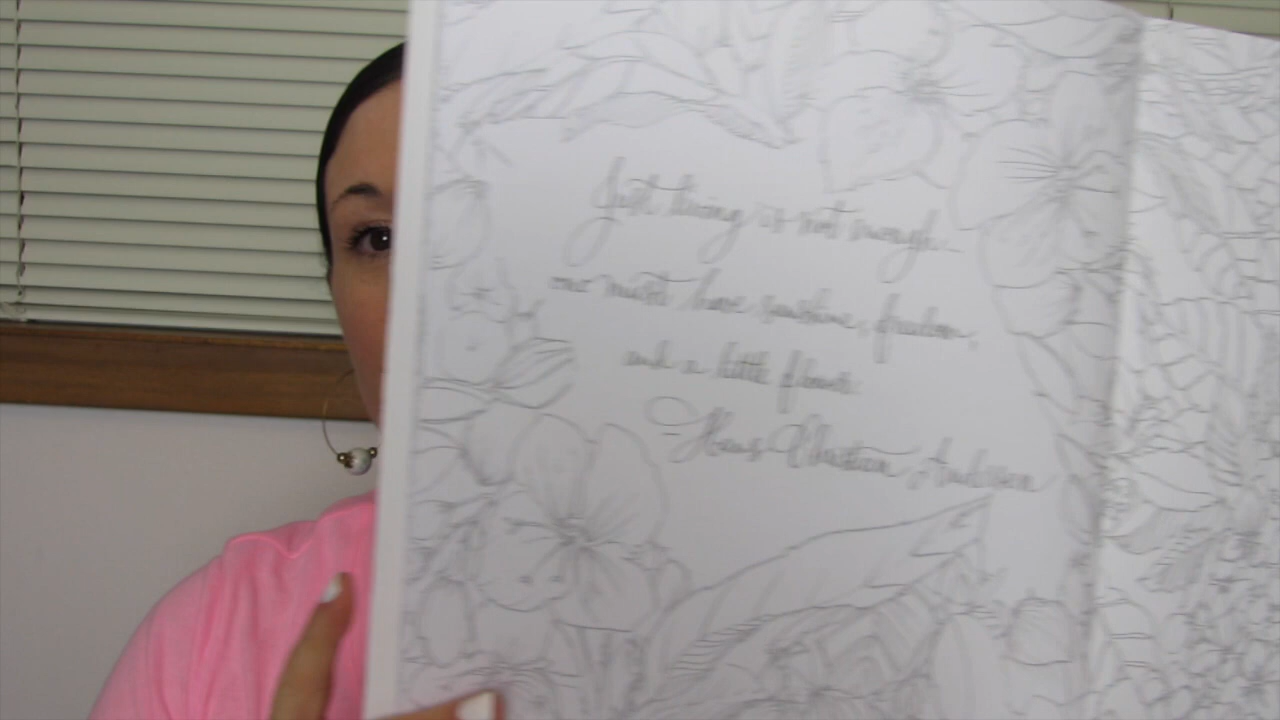 Just living is not enough...
one must have sunshine, freedom,
and a little flower.
- Hans Christian Andersen